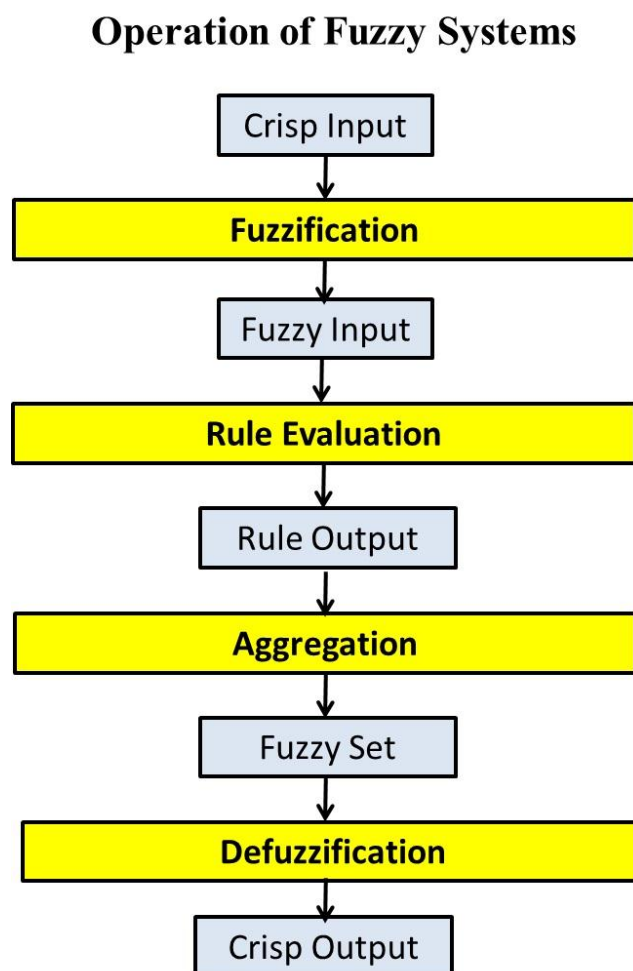 Operation of Fuzzy Systems
Crisp Input
Fuzzification
Fuzzy Input
Rule Evaluation
Rule Output
Aggregation
Fuzzy Set
Defuzzification
Crisp Output